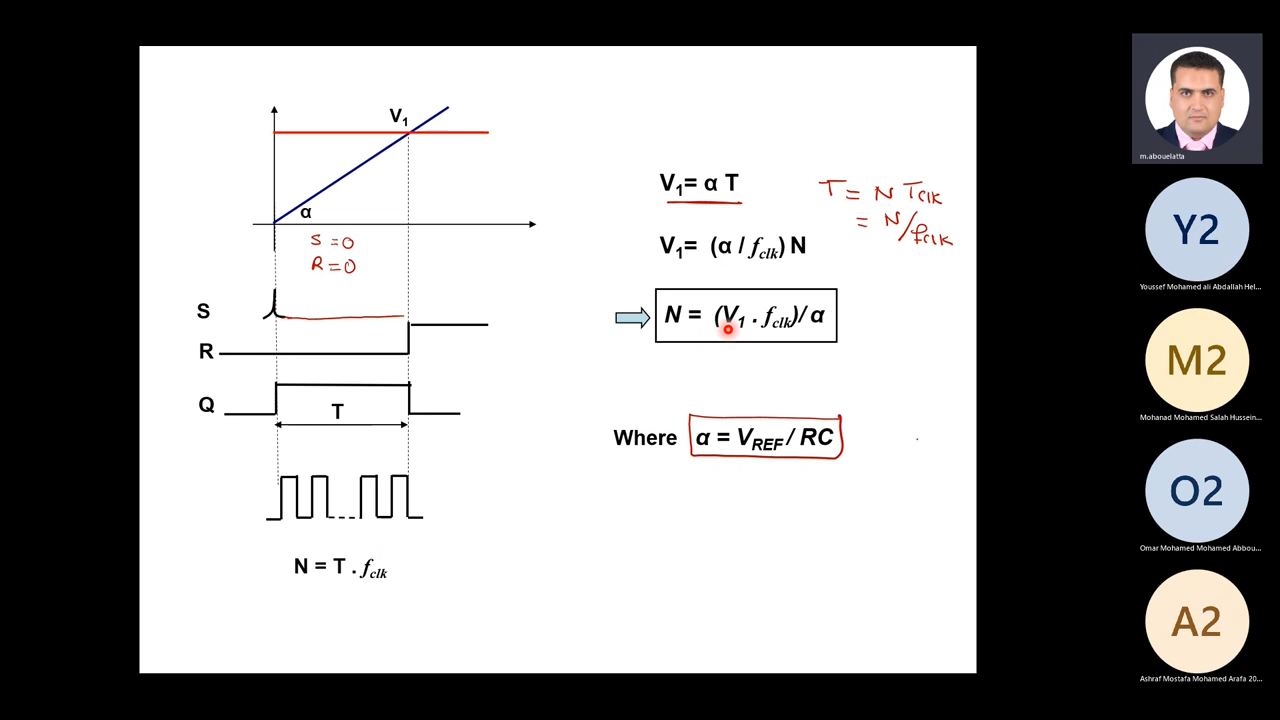 V1
α
S = 0
R = 0
S
R
Q
T
N = T . fclk
V1= α T
T = N Tclk
= N/fclk
V1= (α / fclk) N
N = (V1 . fclk)/ α
Where α = VREF / RC
m.abouelatta
Y2
Youssef Mohamed ali Abdallah Hel...
M2
Mohanad Mohamed Salah Hussein...
O2
Omar Mohamed Mohamed Abbou...
A2
Ashraf Mostafa Mohamed Arafa 20...